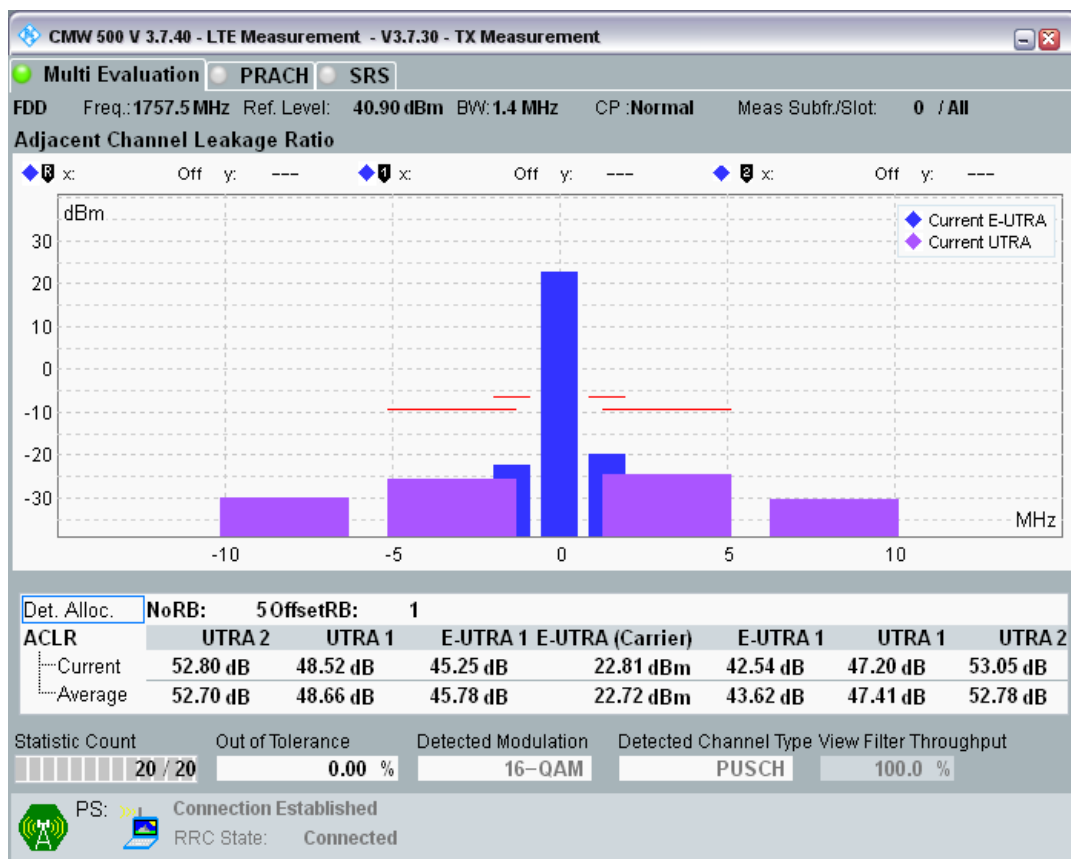 CMW 500 V 3.7.40 - LTE Measurement - V3.7.30 - TX Measurement
Multi Evaluation PRACH SRS
FDD Freq.: 1757.5 MHz Ref. Level: 40.90 dBm BW: 1.4 MHz CP :Normal Meas Subfr./Slot: 0 / All
Adjacent Channel Leakage Ratio
R x: Off y: --- 1 x: Off y: --- 2 x: Off y: ---
dBm
Current E-UTRA
Current UTRA
30
20
10
0
-10
-20
-30
MHz
-10 -5 0 5 10
Det. Alloc. NoRB: 5 OffsetRB: 1
ACLR UTRA 2 UTRA 1 E-UTRA 1 E-UTRA (Carrier) E-UTRA 1 UTRA 1 UTRA 2
Current 52.80 dB 48.52 dB 45.25 dB 22.81 dBm 42.54 dB 47.20 dB 53.05 dB
Average 52.70 dB 48.66 dB 45.78 dB 22.72 dBm 43.62 dB 47.41 dB 52.78 dB
Statistic Count Out of Tolerance Detected Modulation Detected Channel Type View Filter Throughput
20 / 20 0.00 % 16-QAM PUSCH 100.0 %
PS: Connection Established
RRC State: Connected